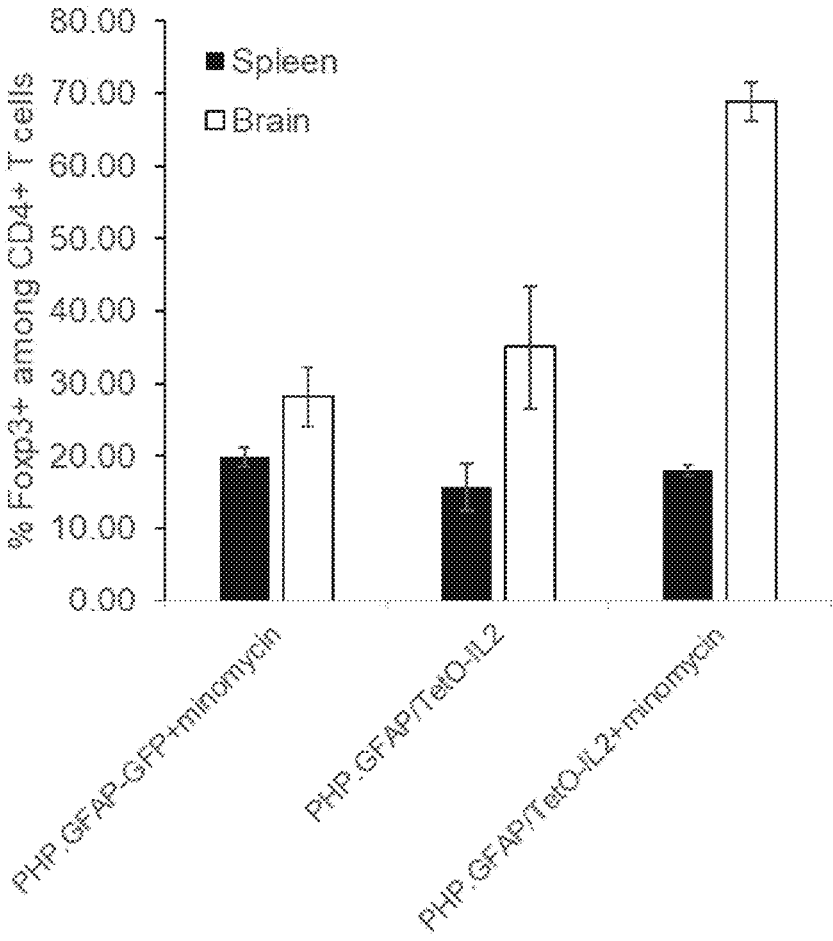 % Foxp3+ among CD4+ T cells
80.00
70.00
60.00
50.00
40.00
30.00
20.00
10.00
0.00
Spleen
Brain
PHP.GFAP-GFP+minomycin
PHP.GFAP/TetO-IL2
PHP.GFAP/TetO-IL2+minomycin